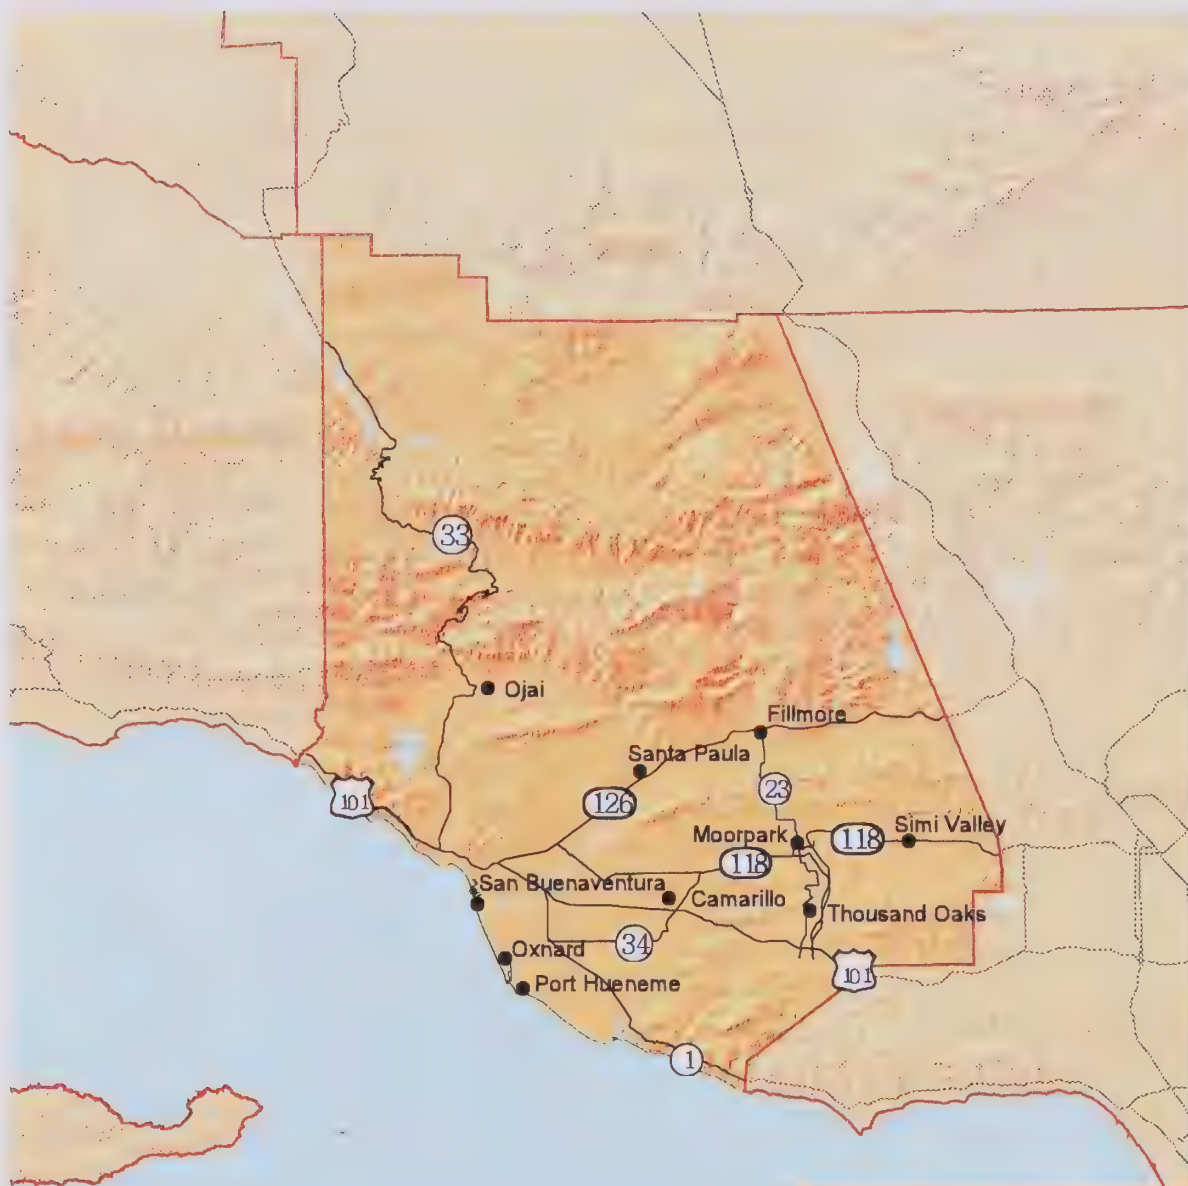 33
Ojai
Fillmore
Santa Paula
23
126
101
Moorpark
118
Simi Valley
118
San Buenaventura
Camarillo
Thousand Oaks
34
Oxnard
101
Port Hueneme
1